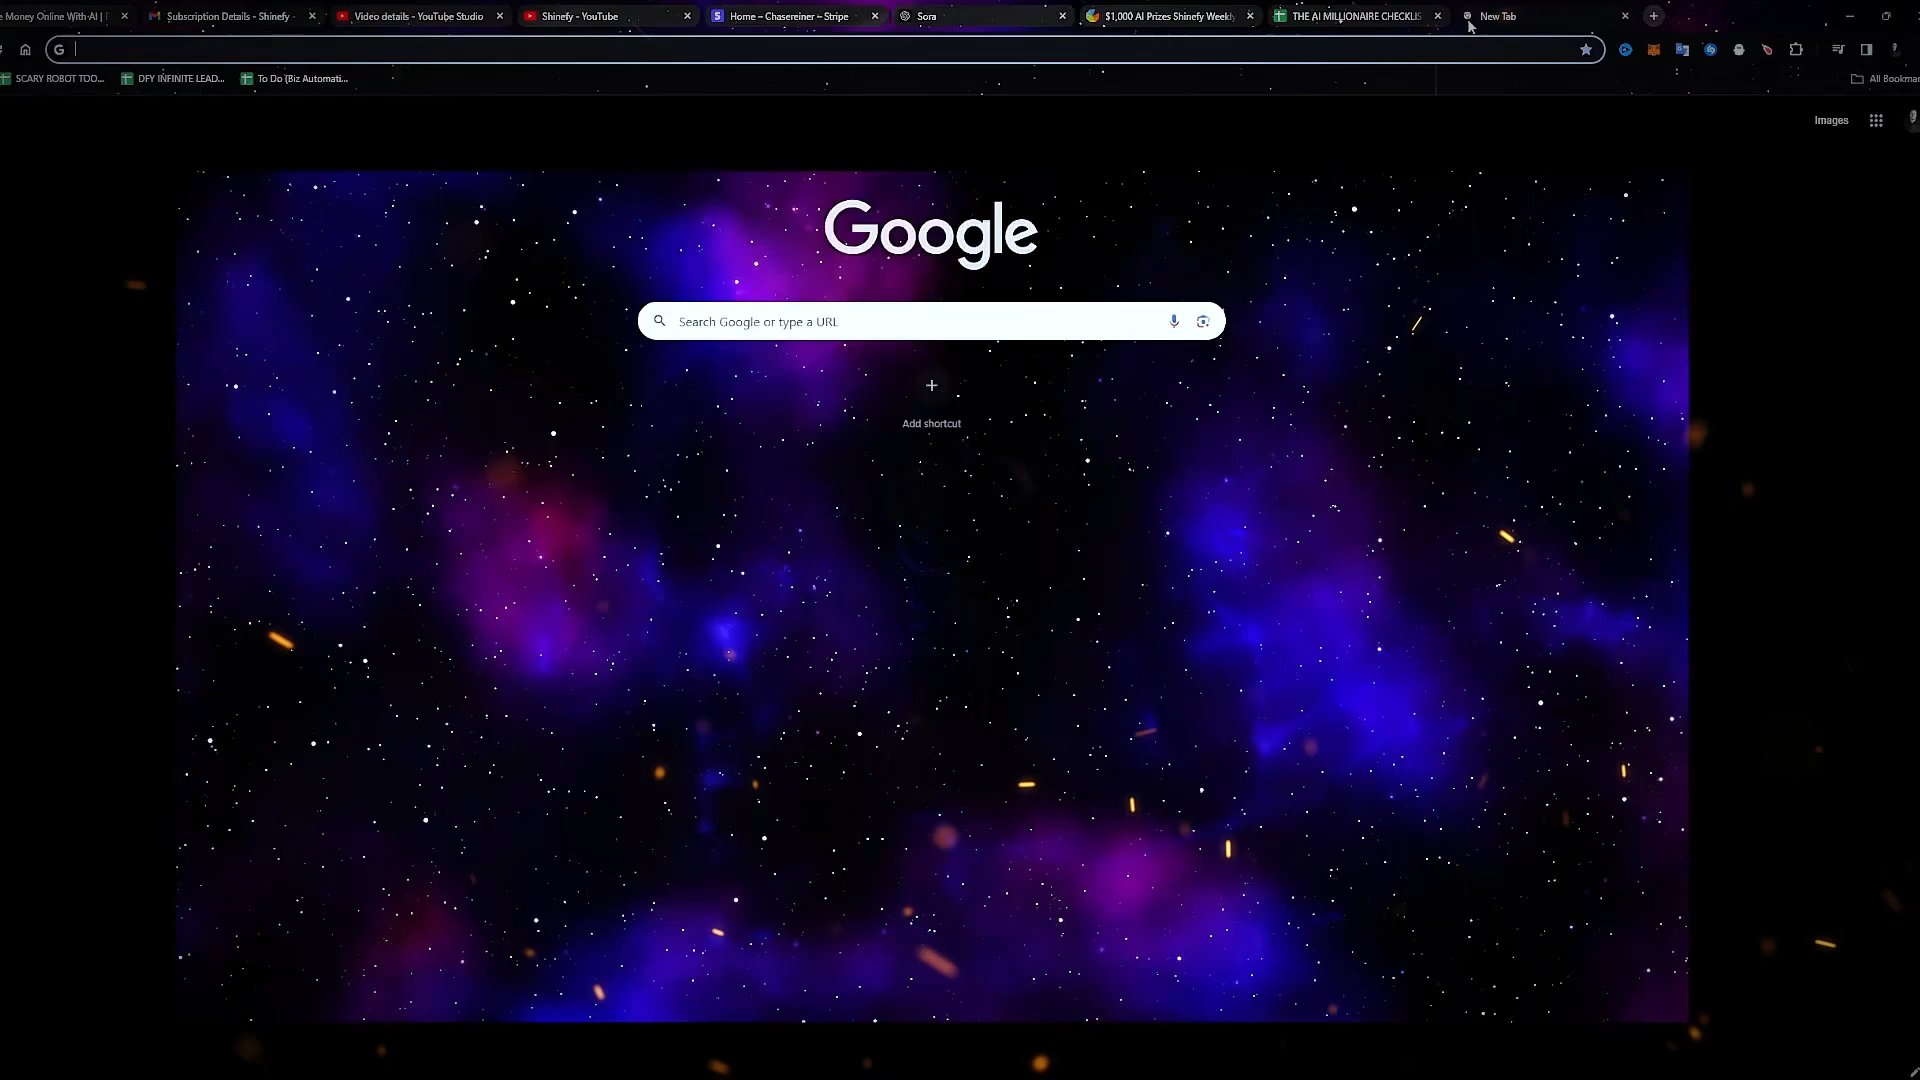 Money Online With AI |
Subscription Details - Shinefy -
Video details - YouTube Studio
Shinefy - YouTube
Home – Chasereiner – Stripe
Sora
$1,000 AI Prizes Shinefy Weekly
THE AI MILLIONAIRE CHECKLIS
New Tab
SCARY ROBOT TOO...
DFY INFINITE LEAD...
To Do (Biz Automati...
All Bookmar
Images
Google
Search Google or type a URL
Add shortcut